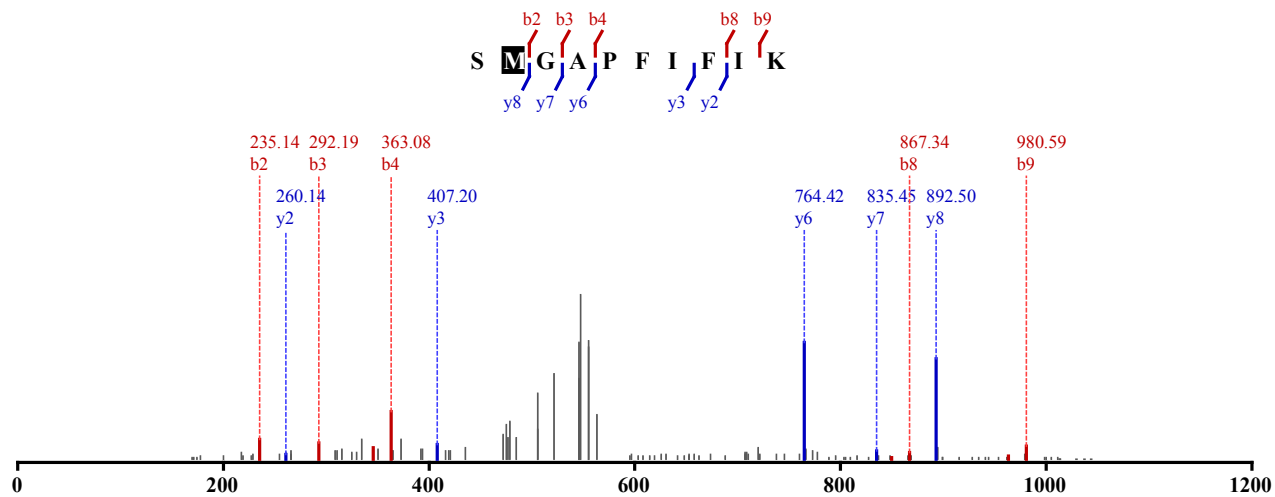 b2 b3 b4 b8 b9
S M G A P F I F I K
y8 y7 y6 y3 y2
235.14 292.19 363.08 867.34 980.59
b2 b3 b4 b8 b9
260.14 407.20 764.42 835.45 892.50
y2 y3 y6 y7 y8
0 200 400 600 800 1000 1200